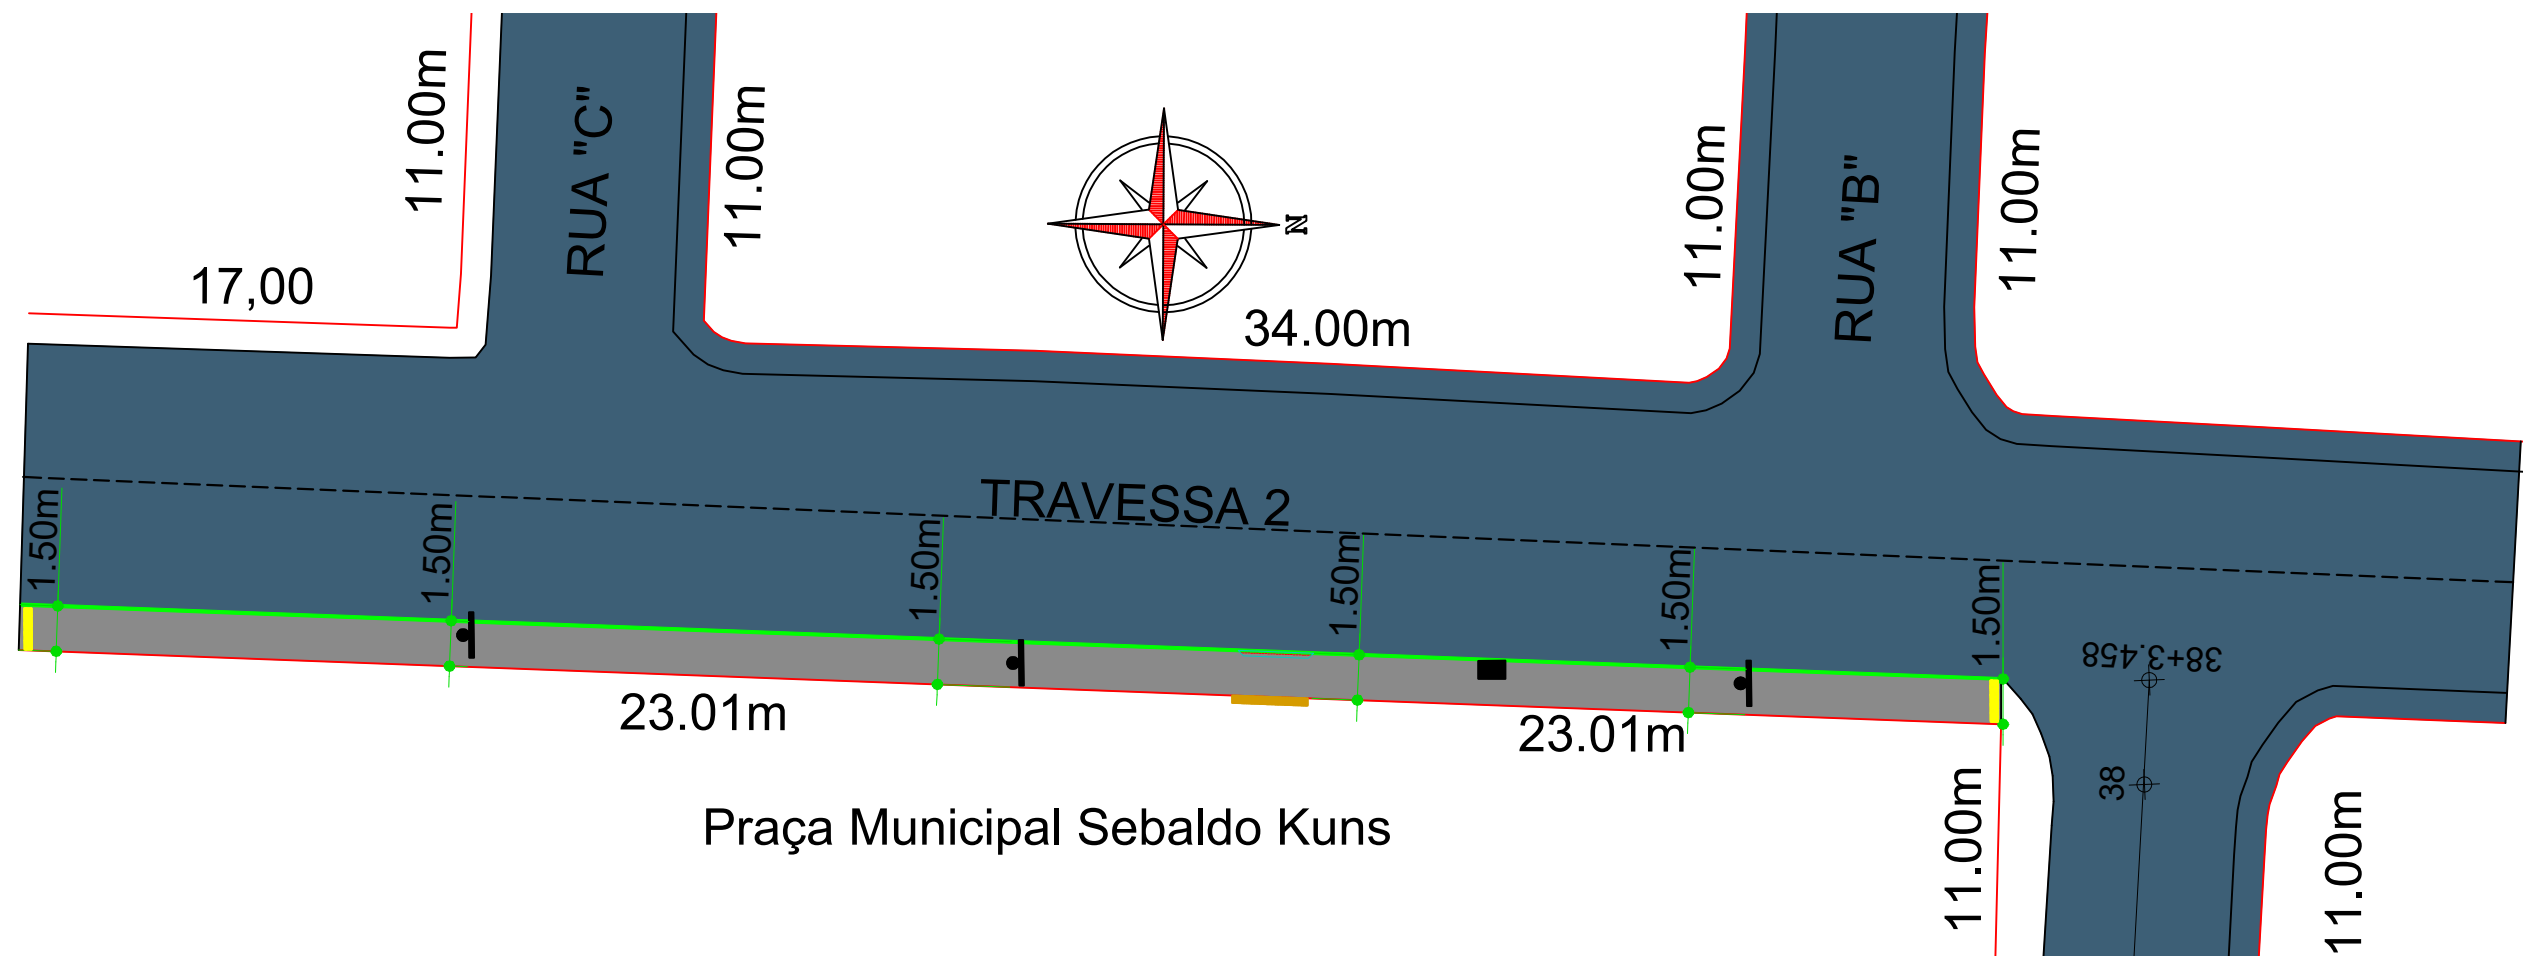 11.00m
RUA "C"
11.00m
11.00m
RUA "B"
11.00m
N
17,00
34.00m
TRAVESSA 2
1.50m
1.50m
1.50m
1.50m
1.50m
1.50m
38+3.458
23.01m
23.01m
38
11.00m
11.00m
Praça Municipal Sebaldo Kuns